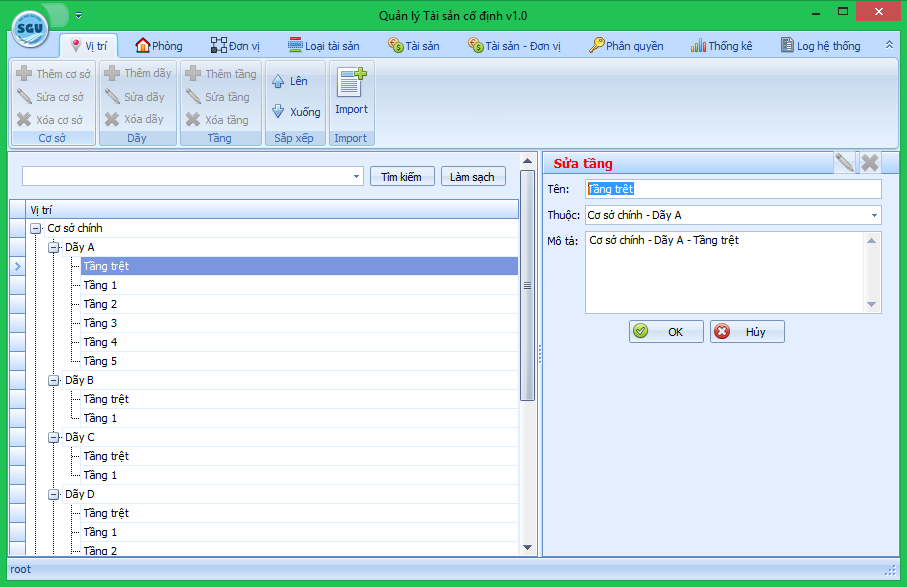 Quản lý Tài sản cố định v1.0
SGU
Vị trí Phòng Đơn vị Loại tài sản Tài sản Tài sản - Đơn vị Phân quyền Thống kê Log hệ thống
Thêm cơ sở Thêm dãy Thêm tầng Lên
Sửa cơ sở Sửa dãy Sửa tầng Import
Xóa cơ sở Xóa dãy Xóa tầng Xuống
Cơ sở Dãy Tầng Sắp xếp Import
Tìm kiếm Làm sạch
Vị trí
Cơ sở chính
Dãy A
Tầng trệt
Tầng 1
Tầng 2
Tầng 3
Tầng 4
Tầng 5
Dãy B
Tầng trệt
Tầng 1
Dãy C
Tầng trệt
Tầng 1
Dãy D
Tầng trệt
Tầng 1
Tầng 2
Sửa tầng
Tên: Tầng trệt
Thuộc: Cơ sở chính - Dãy A
Mô tả: Cơ sở chính - Dãy A - Tầng trệt
OK Hủy
root